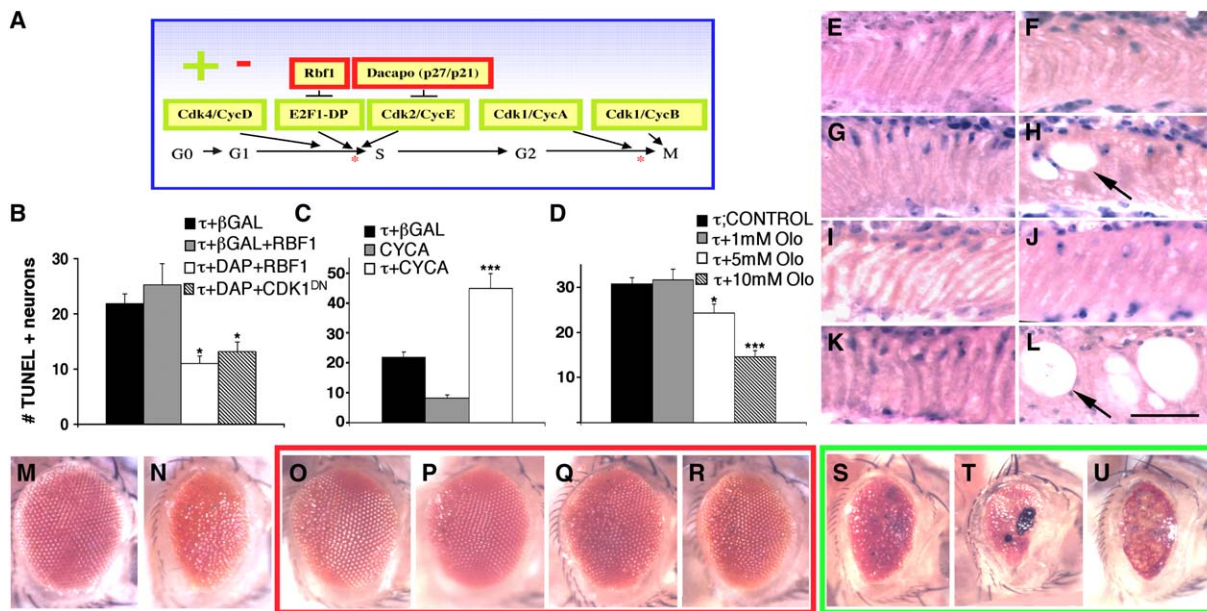 A
+ -
Rbf1
Dacapo (p27/p21)
Cdk4/CycD
E2F1-DP
Cdk2/CycE
Cdk1/CycA
Cdk1/CycB
G0
G1
*
S
G2
*
M
B
τ+βGAL
τ+βGAL+RBF1
τ+DAP+RBF1
τ+DAP+CDK1DN
# TUNEL + neurons
30
20
10
0
*
*
C
τ+βGAL
CYCA
τ+CYCA
50
40
30
20
10
0
***
D
τ;CONTROL
τ+1mM Olo
τ+5mM Olo
τ+10mM Olo
30
20
10
*
***
E
F
G
H
I
J
K
L
M
N
O
P
Q
R
S
T
U